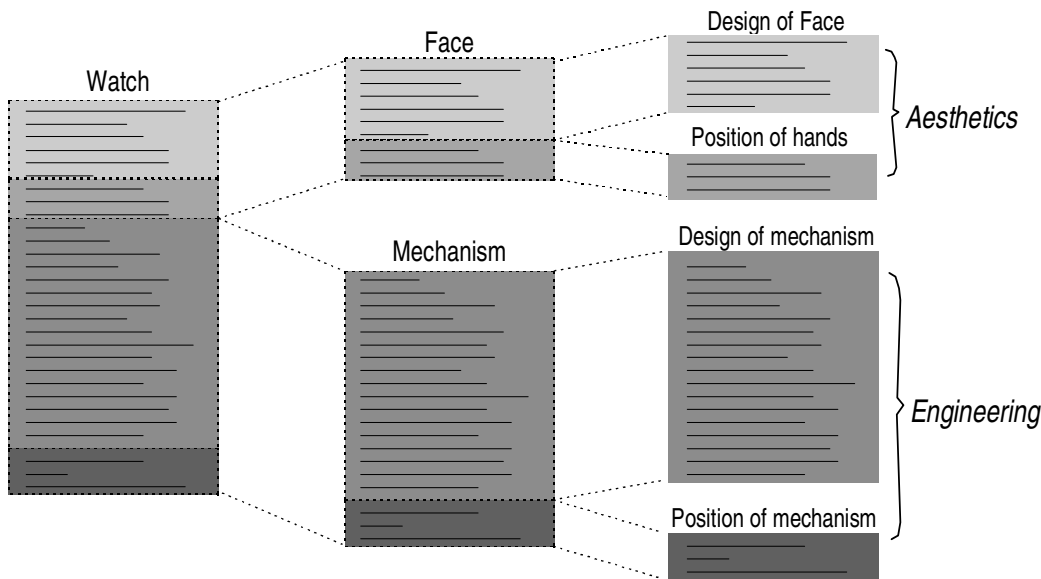 Watch
Face
Design of Face
Position of hands
Aesthetics
Mechanism
Design of mechanism
Position of mechanism
Engineering